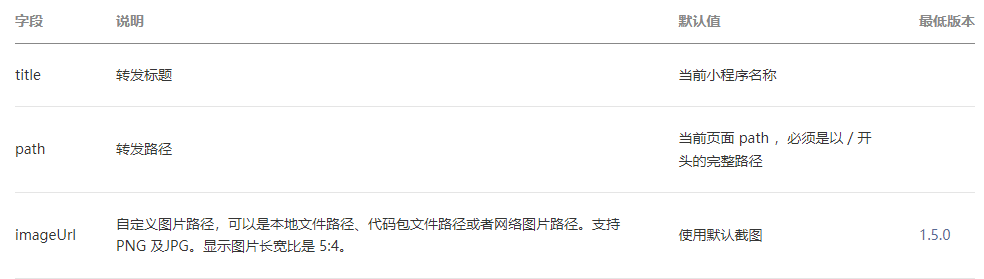 字段 说明 默认值 最低版本
title 转发标题 当前小程序名称
path 转发路径 当前页面 path ，必须是以 / 开
头的完整路径
imageUrl 自定义图片路径，可以是本地文件路径、代码包文件路径或者网络图片路径。支持
PNG 及JPG。显示图片长宽比是 5:4。 使用默认截图 1.5.0